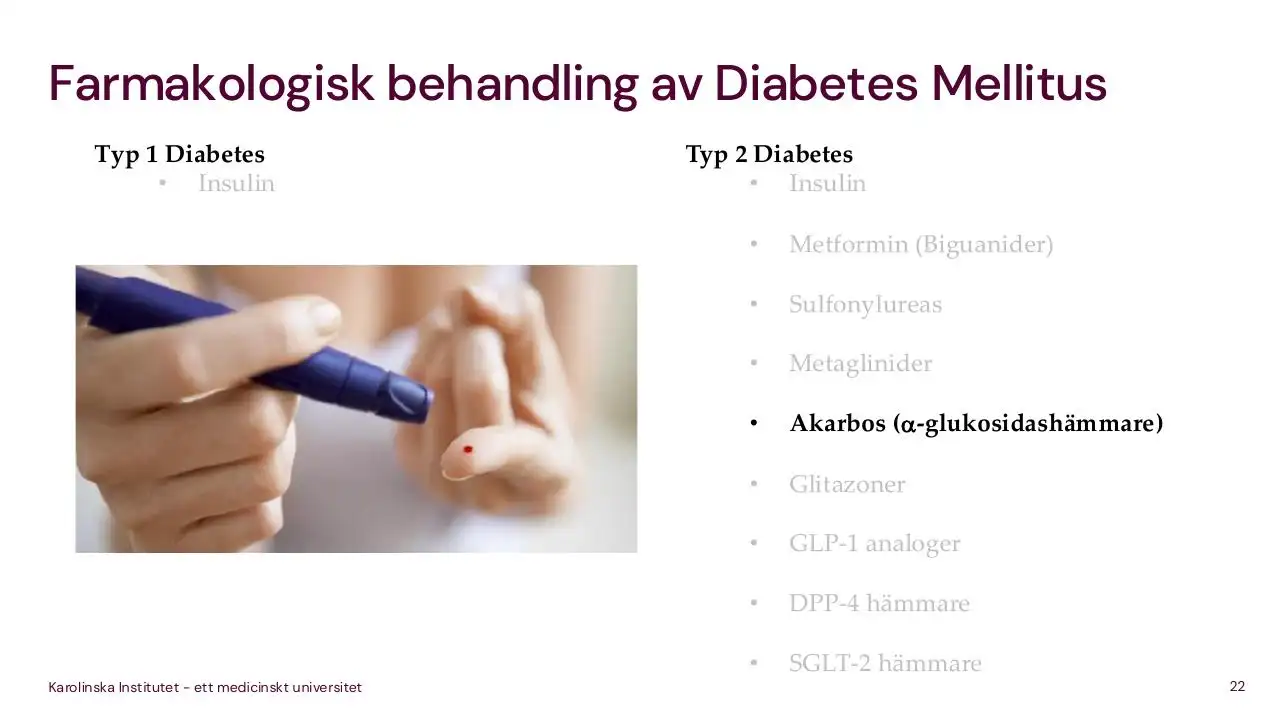 Farmakologisk behandling av Diabetes Mellitus
Typ 1 Diabetes
• Insulin
Typ 2 Diabetes
• Insulin
• Metformin (Biguanider)
• Sulfonylureas
• Metaglinider
• Akarbos (α-glukosidashämmare)
• Glitazoner
• GLP-1 analoger
• DPP-4 hämmare
• SGLT-2 hämmare
Karolinska Institutet - ett medicinskt universitet
22